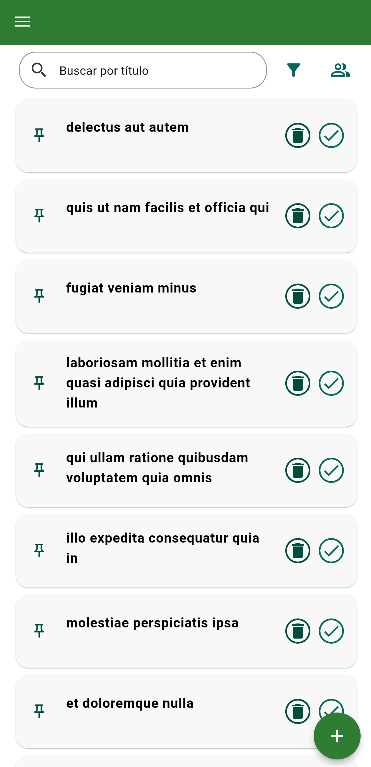 Buscar por título
delectus aut autem
quis ut nam facilis et officia qui
fugiat veniam minus
laboriosam mollitia et enim
quasi adipisci quia provident
illum
qui ullam ratione quibusdam
voluptatem quia omnis
illo expedita consequatur quia
in
molestiae perspiciatis ipsa
et doloremque nulla